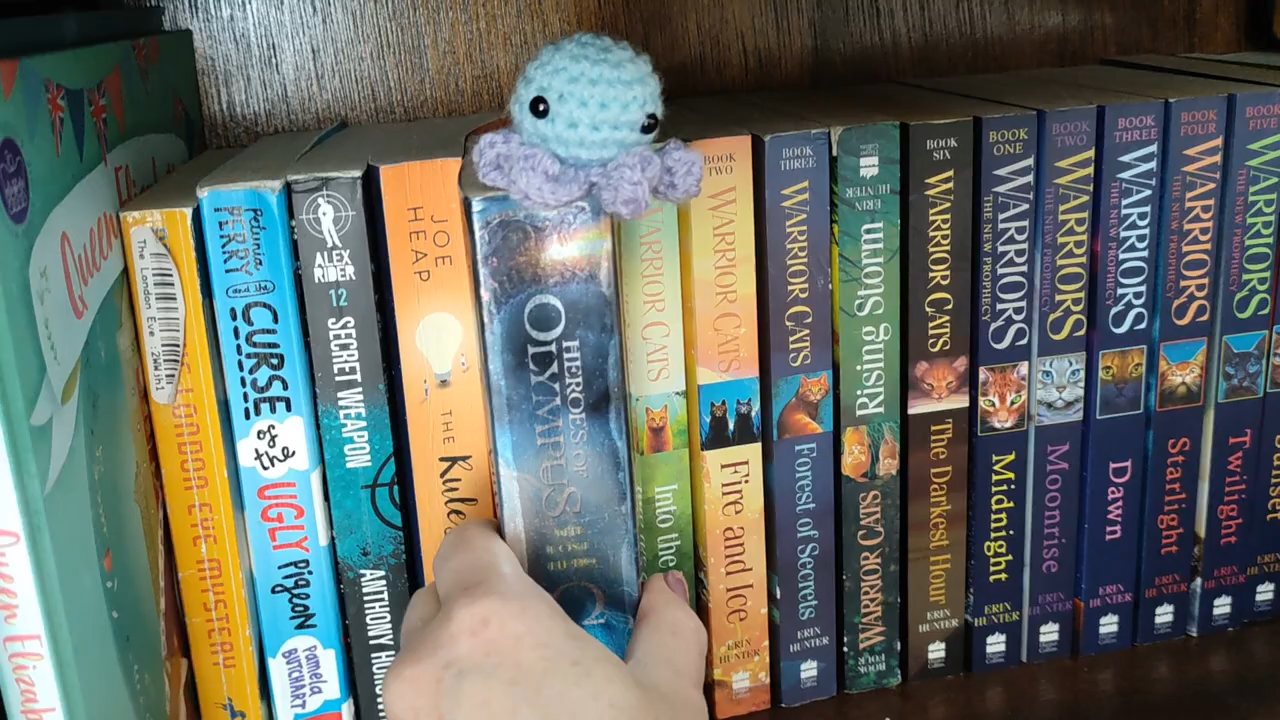 Queen
Queen Elizab
The London Eye
LONDON EYE MYSTERY
Petunia
PERRY and the
CURSE
of
the
UGLY PIGEON
Pamela
BUTCHART
ALEX
RIDER
12
SECRET WEAPON
ANTHONY
JOE
HEAP
THE
HEROES OF
OLYMPUS
WARRIOR CATS
Into the
BOOK
TWO
WARRIOR CATS
Fire and Ice
ERIN
HUNTER
BOOK
THREE
WARRIOR CATS
Forest of Secrets
ERIN
HUNTER
ERIN
HUNTER
Rising Storm
WARRIOR CATS
BOOK
FOUR
BOOK
SIX
WARRIOR CATS
The Darkest Hour
ERIN
HUNTER
BOOK
ONE
WARRIORS
THE NEW PROPHECY
Midnight
ERIN
HUNTER
BOOK
TWO
WARRIORS
THE NEW PROPHECY
Moonrise
ERIN
HUNTER
BOOK
THREE
WARRIORS
THE NEW PROPHECY
Dawn
ERIN
HUNTER
BOOK
FOUR
WARRIORS
THE NEW PROPHECY
Starlight
ERIN
HUNTER
BOOK
FIVE
WARRIORS
THE NEW PROPHECY
Twilight
ERIN
HUNTER